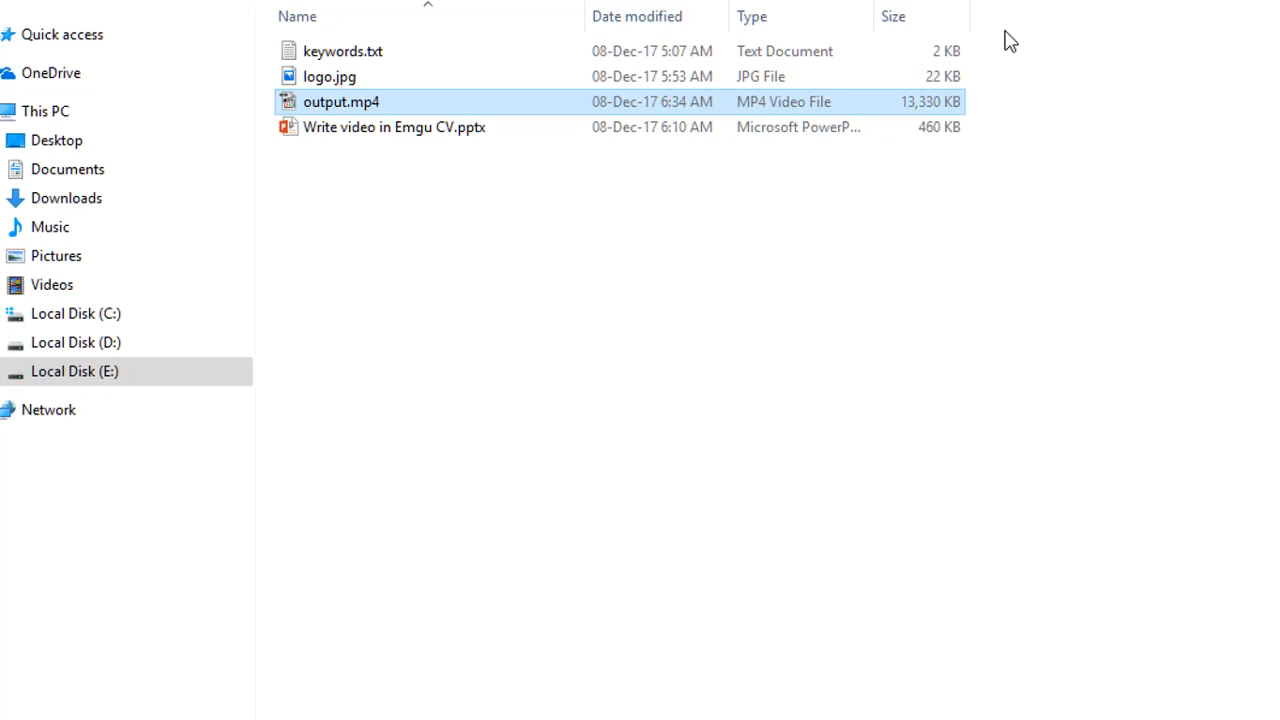 Quick access
OneDrive
This PC
Desktop
Documents
Downloads
Music
Pictures
Videos
Local Disk (C:)
Local Disk (D:)
Local Disk (E:)
Network
Name Date modified Type Size
keywords.txt 08-Dec-17 5:07 AM Text Document 2 KB
logo.jpg 08-Dec-17 5:53 AM JPG File 22 KB
output.mp4 08-Dec-17 6:34 AM MP4 Video File 13,330 KB
Write video in Emgu CV.pptx 08-Dec-17 6:10 AM Microsoft PowerP... 460 KB